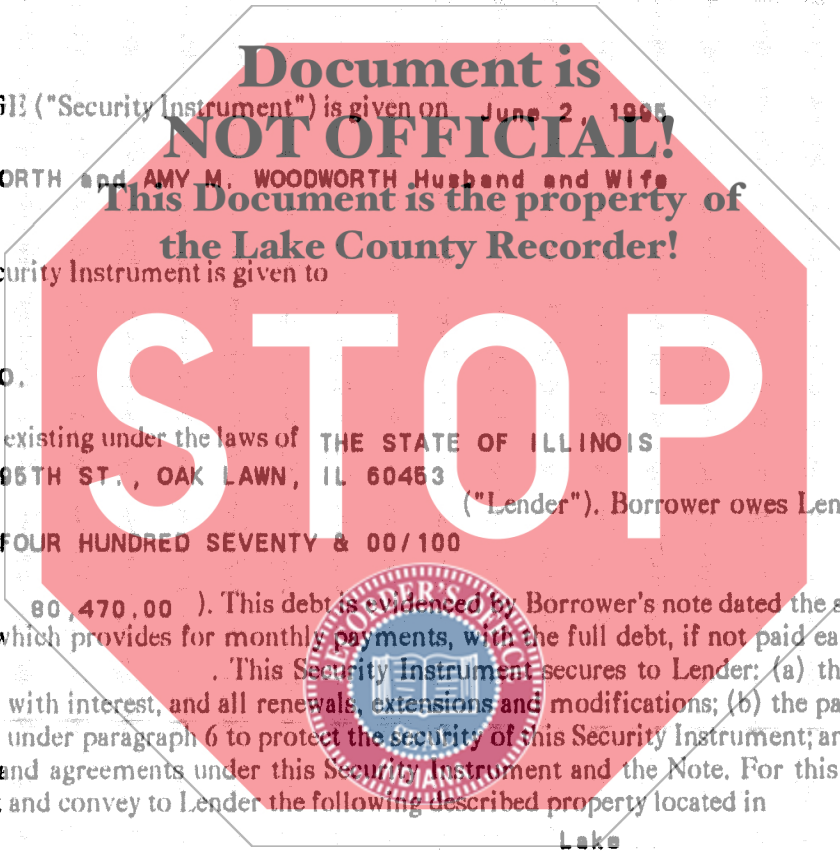 Document is
("Security Instrument") is given on June 2, 1995
NOT OFFICIAL!
ORTH and AMY M. WOODWORTH Husband and Wife
This Document is the property of
the Lake County Recorder!
curity Instrument is given to
STOP
O.
existing under the laws of THE STATE OF ILLINOIS
95TH ST., OAK LAWN, IL 60453
("Lender"). Borrower owes Len
FOUR HUNDRED SEVENTY & 00/100
80,470.00 ). This debt is evidenced by Borrower's note dated the s
which provides for monthly payments, with the full debt, if not paid ea
. This Security Instrument secures to Lender: (a) th
with interest, and all renewals, extensions and modifications; (b) the pa
under paragraph 6 to protect the security of this Security Instrument; an
and agreements under this Security Instrument and the Note. For this
and convey to Lender the following described property located in
Lake